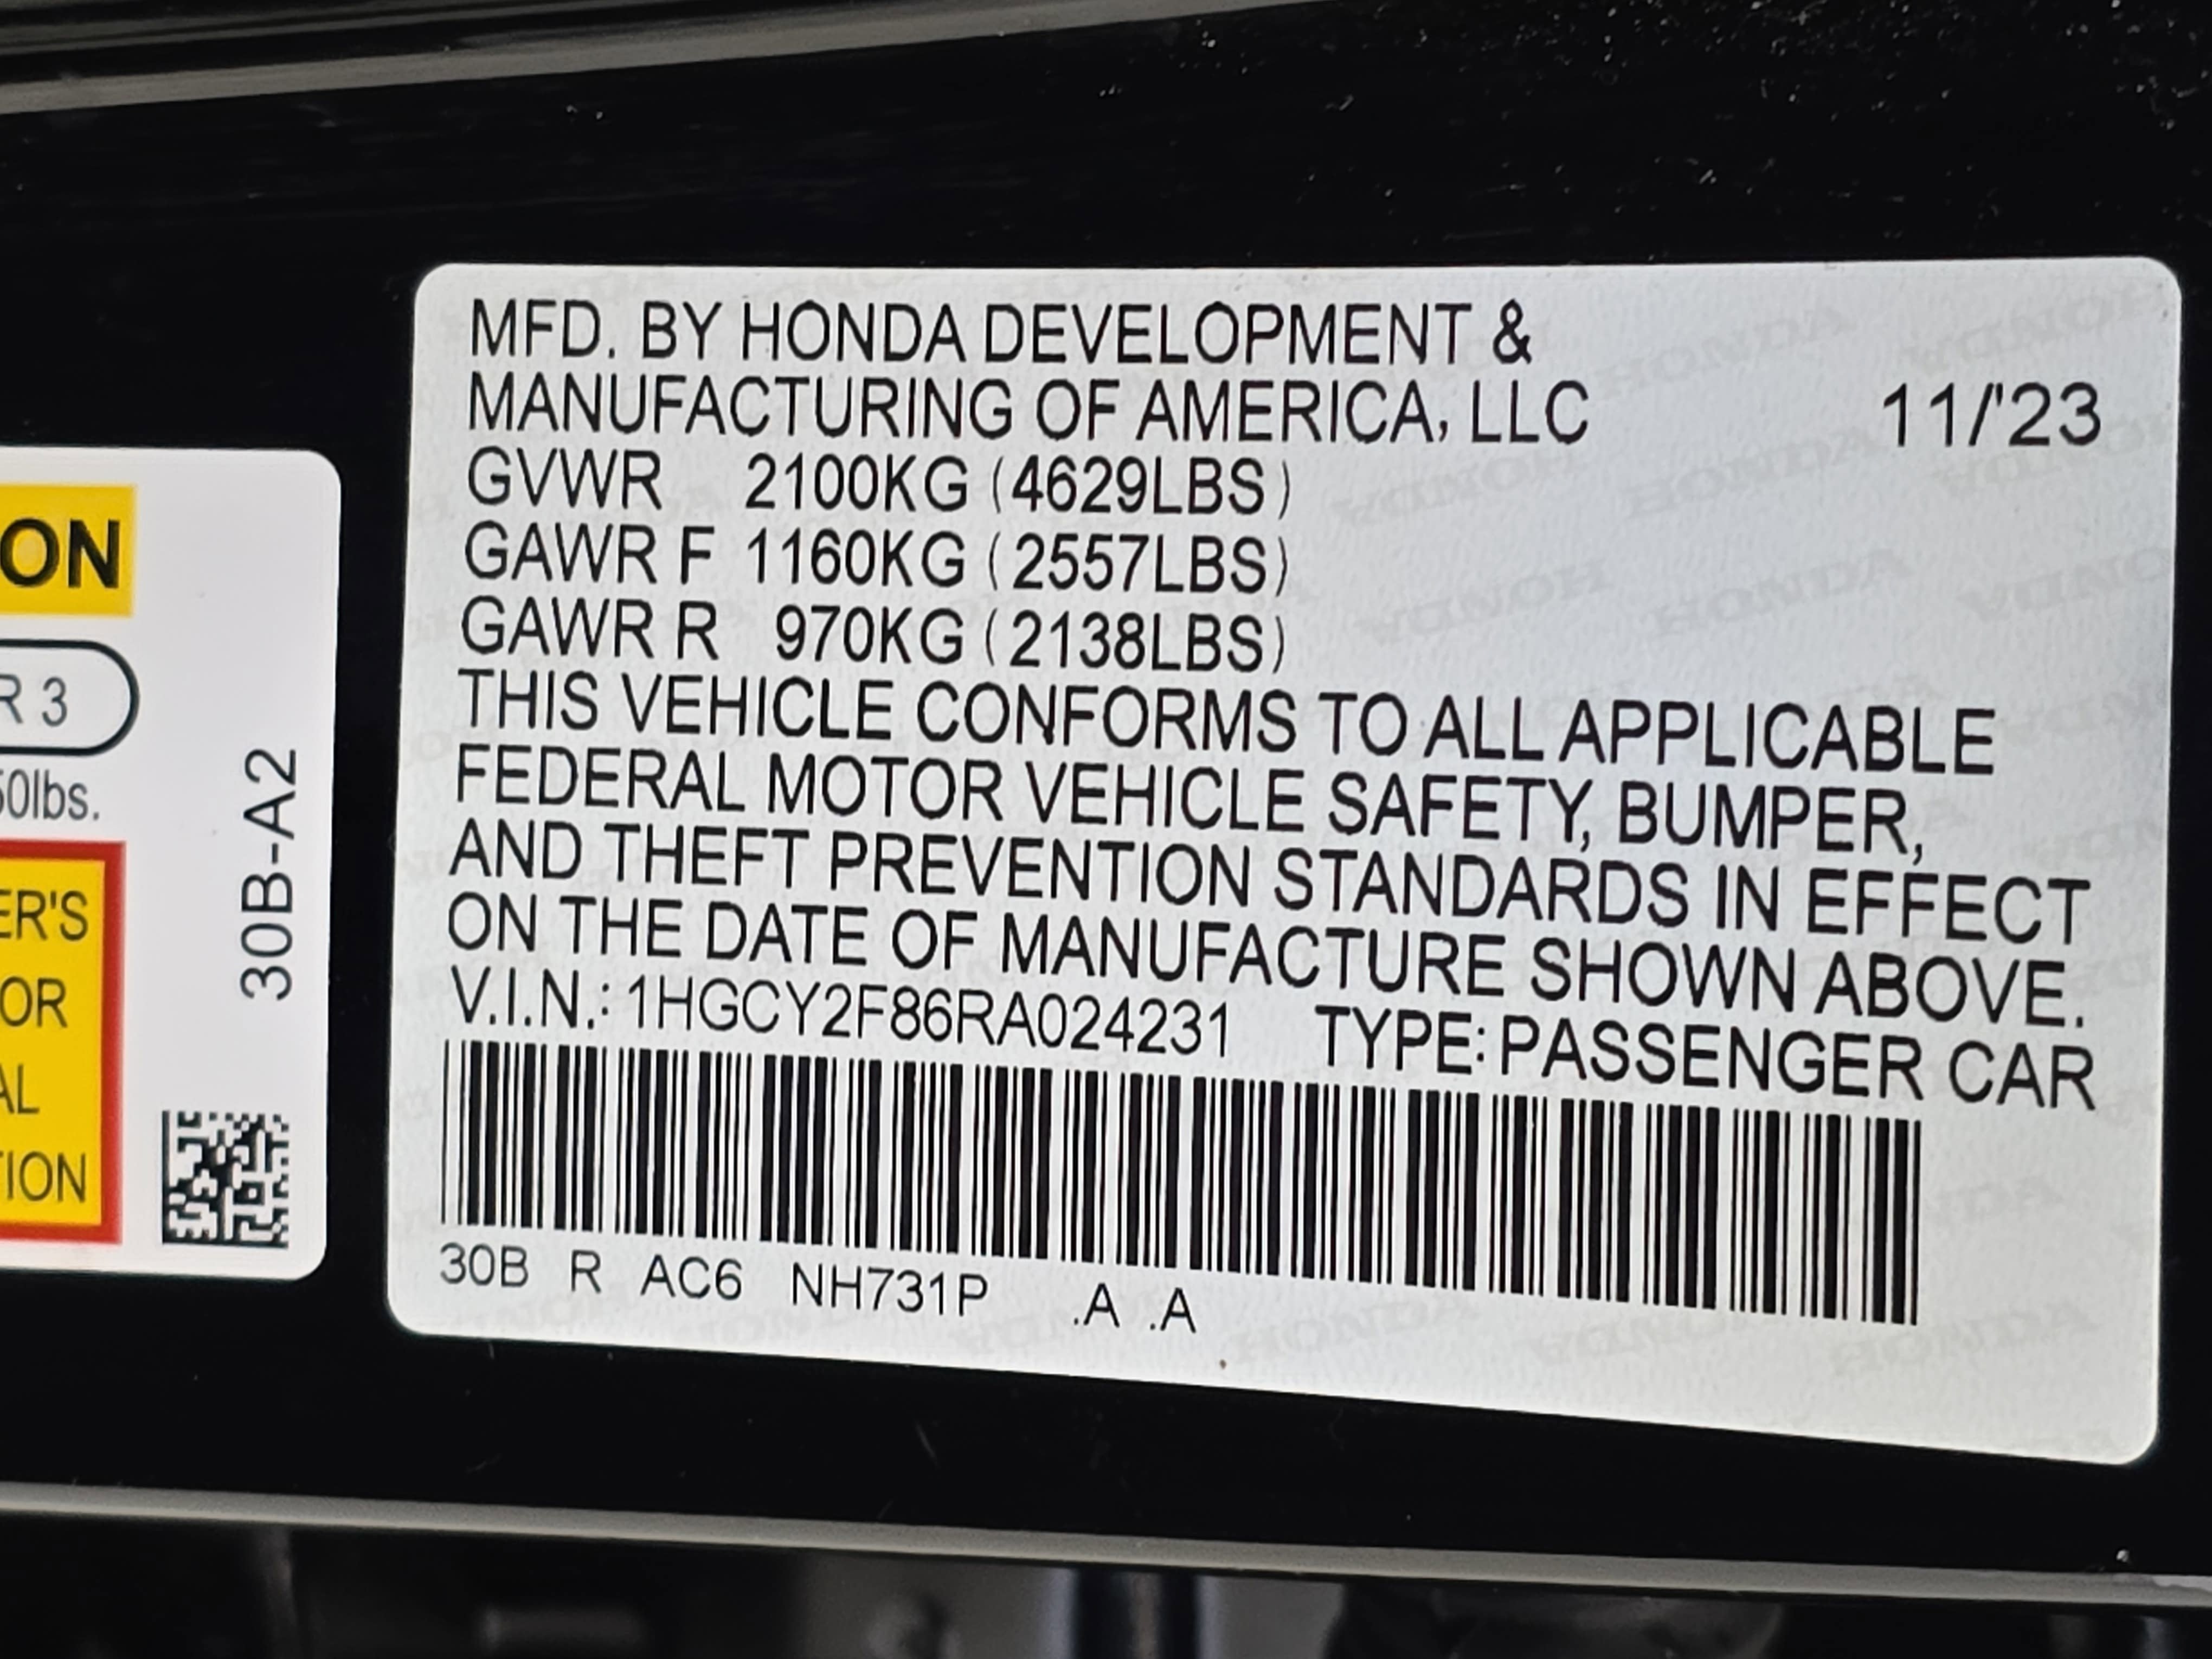 ON
R 3
50lbs.
ER'S
OR
AL
TION
30B-A2
MFD. BY HONDA DEVELOPMENT &
MANUFACTURING OF AMERICA, LLC 11/'23
GVWR 2100KG (4629LBS)
GAWR F 1160KG (2557LBS)
GAWR R 970KG (2138LBS)
THIS VEHICLE CONFORMS TO ALL APPLICABLE
FEDERAL MOTOR VEHICLE SAFETY, BUMPER,
AND THEFT PREVENTION STANDARDS IN EFFECT
ON THE DATE OF MANUFACTURE SHOWN ABOVE.
V.I.N.: 1HGCY2F86RA024231 TYPE: PASSENGER CAR
30B R AC6 NH731P .A .A